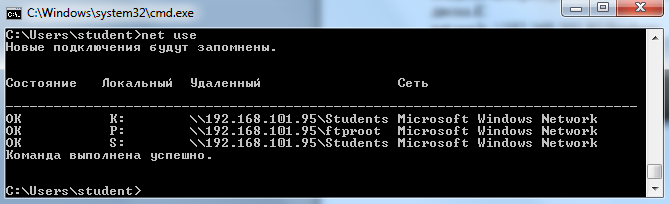 C:\Windows\system32\cmd.exe
C:\Users\student>net use
Новые подключения будут запомнены.
Состояние Локальный Удаленный Сеть
-------------------------------------------------------------------------------
OK K: \\192.168.101.95\Students Microsoft Windows Network
OK P: \\192.168.101.95\ftproot Microsoft Windows Network
OK S: \\192.168.101.95\Students Microsoft Windows Network
Команда выполнена успешно.
C:\Users\student>